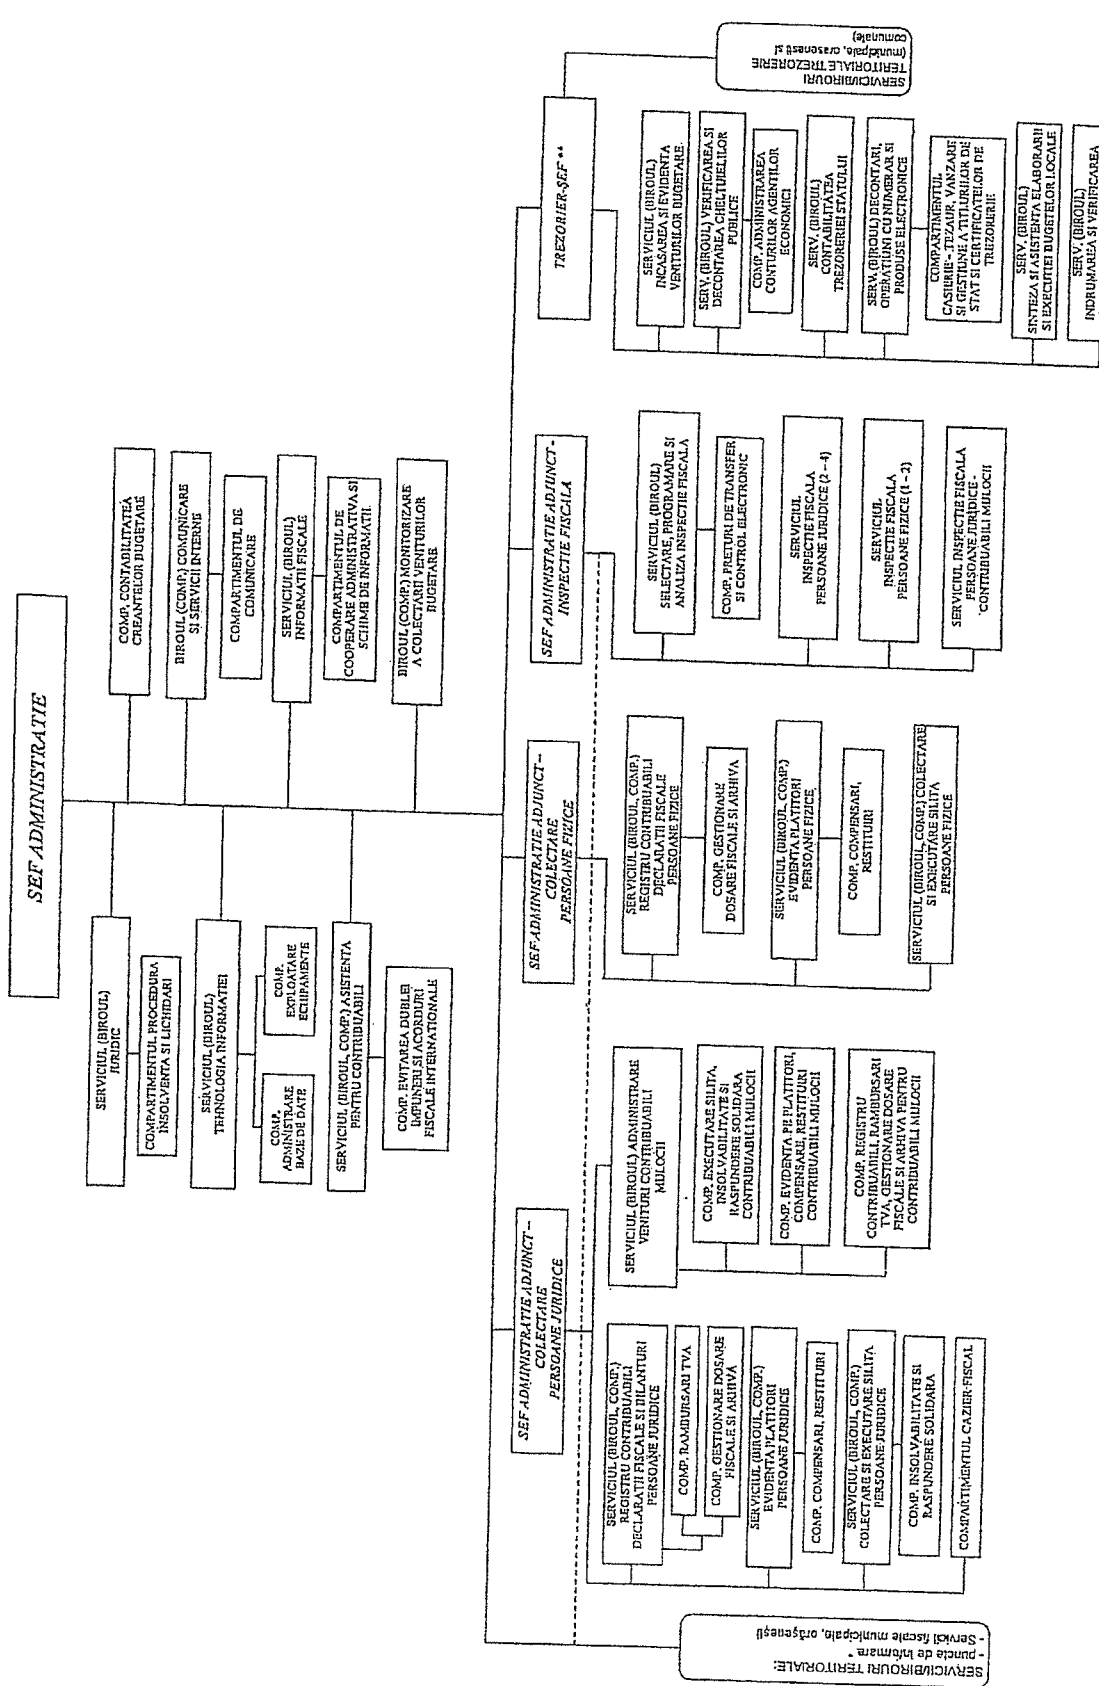 SEF ADMINISTRATIE
SERVICIUL (BIROUL)
JURIDIC
COMPARTIMENTUL PROCEDURA
INSOLVENTA SI LICHIDARI
SERVICIUL (BIROUL)
TEHNOLOGIA INFORMATIEI
COMP.
ADMINISTRARE
BAZE DE DATE
COMP.
EXPLOATARE
ECHIPAMENTE
SERVICIUL (BIROUL, COMP.) ASISTENTA
PENTRU CONTRIBUABILI
COMP. EVITAREA DUBLEI
IMPUNERI SI ACORDURI
FISCALE INTERNATIONALE
COMP. CONTABILITATEA
CREANTELOR BUGETARE
BIROUL (COMP.) COMUNICARE
SI SERVICII INTERNE
COMPARTIMENTUL DE
COMUNICARE
SERVICIUL (BIROUL)
INFORMATII FISCALE
COMPARTIMENTUL DE
COOPERARE ADMINISTRATIVA SI
SCHIMB DE INFORMATII.
BIROUL (COMP.) MONITORIZARE
A COLECTARII VENITURILOR
BUGETARE
SERVICII/BIROURI TERITORIALE:
- puncte de informare *
- Servicii fiscale municipale, orăşeneşti
SEF ADMINISTRATIE ADJUNCT –
COLECTARE
PERSOANE JURIDICE
SERVICIUL (BIROUL, COMP.)
REGISTRU CONTRIBUABILI
DECLARATII FISCALE SI BILANTURI
PERSOANE JURIDICE
COMP. RAMBURSARI TVA
COMP. GESTIONARE DOSARE
FISCALE SI ARHIVĂ
SERVICIUL (BIROUL, COMP.)
EVIDENTA PLATITORI
PERSOANE JURIDICE
COMP. COMPENSARI, RESTITUIRI
SERVICIUL (BIROUL, COMP.)
COLECTARE SI EXECUTARE SILITA
PERSOANE JURIDICE
COMP. INSOLVABILITATE SI
RASPUNDERE SOLIDARA
COMPARTIMENTUL CAZIER FISCAL
SERVICIUL (BIROUL) ADMINISTRARE
VENITURI CONTRIBUABILI
MIJLOCII
COMP. EXECUTARE SILITA,
INSOLVABILITATE SI
RASPUNDERE SOLIDARA
CONTRIBUABILI MIJLOCII
COMP. EVIDENTA PE PLATITORI,
COMPENSARE, RESTITUIRI
CONTRIBUABILI MIJLOCII
COMP. REGISTRU
CONTRIBUABILI, RAMBURSARI
TVA, GESTIONARE DOSARE
FISCALE SI ARHIVA PENTRU
CONTRIBUABILI MIJLOCII
SEF ADMINISTRATIE ADJUNCT –
COLECTARE
PERSOANE FIZICE
SERVICIUL (BIROUL, COMP.)
REGISTRU CONTRIBUABILI
DECLARATII FISCALE
PERSOANE FIZICE
COMP. GESTIONARE
DOSARE FISCALE SI ARHIVA
SERVICIUL (BIROUL, COMP.)
EVIDENTA PLATITORI
PERSOANE FIZICE
COMP. COMPENSARI,
RESTITUIRI
SERVICIUL (BIROUL, COMP.) COLECTARE
SI EXECUTARE SILITA
PERSOANE FIZICE
SEF ADMINISTRATIE ADJUNCT -
INSPECTIE FISCALA
SERVICIUL (BIROUL)
SELECTARE, PROGRAMARE SI
ANALIZA INSPECTIE FISCALA
COMP. PRETURI DE TRANSFER
SI CONTROL ELECTRONIC
SERVICIUL
INSPECTIE FISCALA
PERSOANE JURIDICE (2 – 4)
SERVICIUL
INSPECTIE FISCALA
PERSOANE FIZICE (1 – 2)
SERVICIUL INSPECTIE FISCALA
PERSOANE JURIDICE -
CONTRIBUABILI MIJLOCII
TREZORIER-ŞEF **
SERVICII/BIROURI
TERITORIALE TREZORERIE
(municipale, orasenesti si
comunale)
SERVICIUL (BIROUL)
INCASAREA SI EVIDENTA
VENITURILOR BUGETARE
SERV. (BIROUL) VERIFICAREA SI
DECONTAREA CHELTUIELILOR
PUBLICE
COMP. ADMINISTRAREA
CONTURILOR AGENTILOR
ECONOMICI
SERV. (BIROUL)
CONTABILITATEA
TREZORERIEI STATULUI
SERV. (BIROUL) DECONTARI,
OPERATIUNI CU NUMERAR SI
PRODUSE ELECTRONICE
COMPARTIMENTUL
CASIERIE – TEZAUR, VANZARE
SI GESTIUNE A TITLURILOR DE
STAT SI CERTIFICATELOR DE
TREZORERIE
SERV. (BIROUL)
SINTEZA SI ASISTENTA ELABORARII
SI EXECUTIEI BUGETELOR LOCALE
SERV. (BIROUL)
INDRUMAREA SI VERIFICAREA